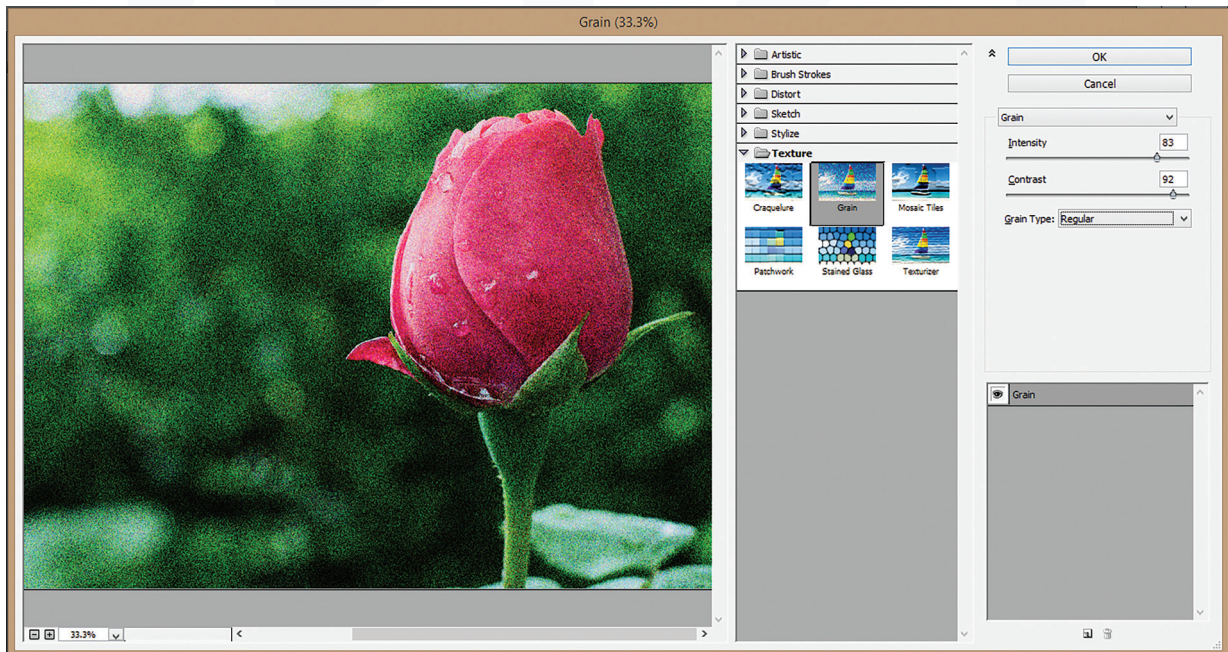 Grain (33.3%)
Artistic
Brush Strokes
Distort
Sketch
Stylize
Texture
Craquelure
Grain
Mosaic Tiles
Patchwork
Stained Glass
Texturizer
OK
Cancel
Grain
Intensity 83
Contrast 92
Grain Type: Regular
Grain
33.3%